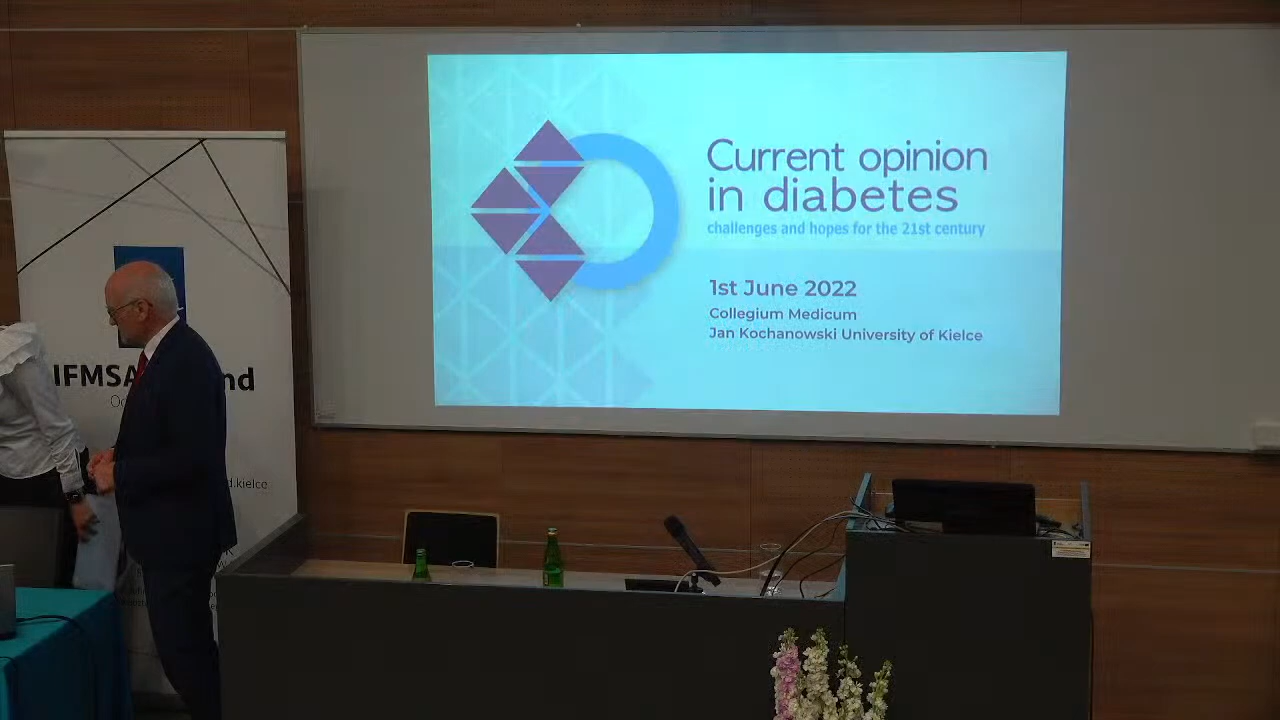 Current opinion
in diabetes
challenges and hopes for the 21st century
1st June 2022
Collegium Medicum
Jan Kochanowski University of Kielce
IFMSA
nd
d.kielce